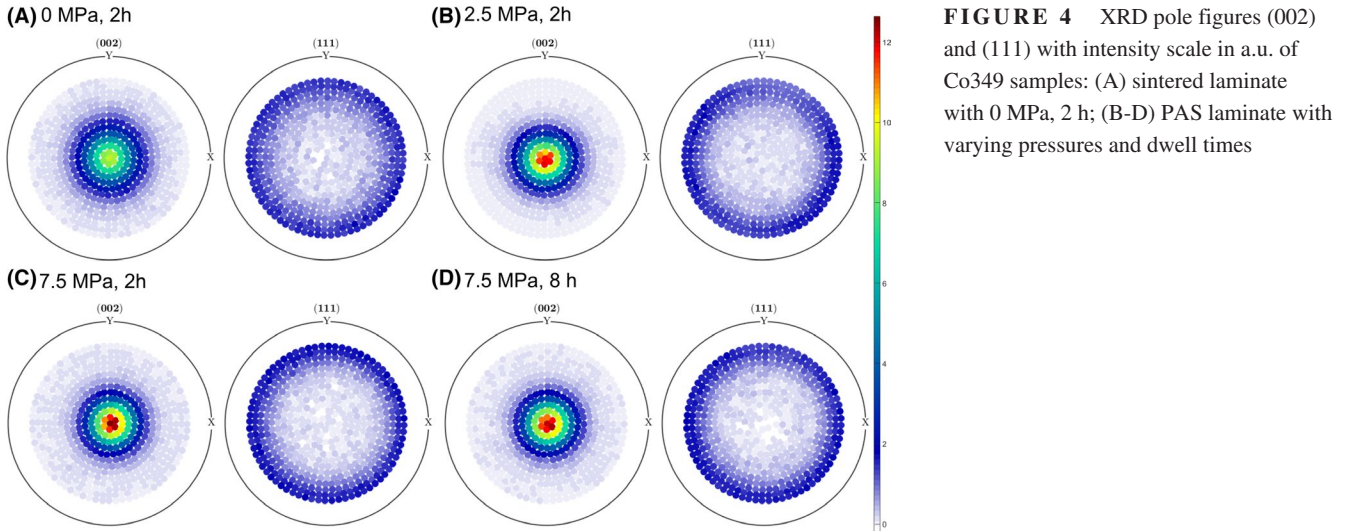 (A) 0 MPa, 2h
(002)
Y
X
(111)
Y
X
(B) 2.5 MPa, 2h
(002)
Y
X
(111)
Y
X
12
10
8
6
4
2
0
(C) 7.5 MPa, 2h
(002)
Y
X
(111)
Y
X
(D) 7.5 MPa, 8 h
(002)
Y
X
(111)
Y
X
FIGURE 4 XRD pole figures (002)
and (111) with intensity scale in a.u. of
Co349 samples: (A) sintered laminate
with 0 MPa, 2 h; (B-D) PAS laminate with
varying pressures and dwell times